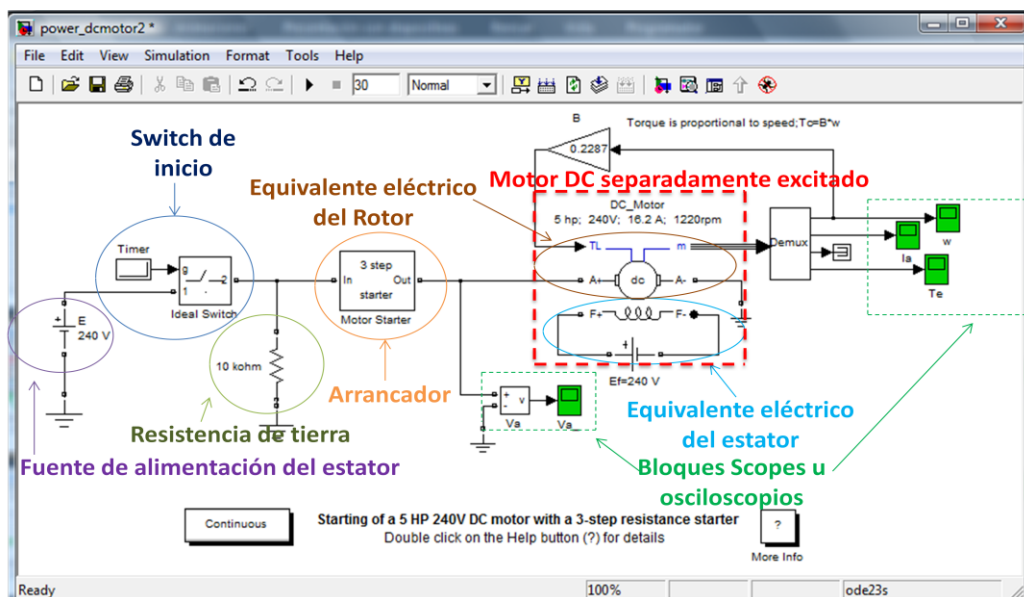 power_dcmotor2 *
File Edit View Simulation Format Tools Help
30
Normal
B
0.2287
Torque is proportional to speed;Tc=B*w
Switch de
inicio
Equivalente eléctrico
del Rotor
Motor DC separadamente excitado
DC_Motor
5 hp; 240V; 16.2 A; 1220rpm
Timer
g
1
2
Ideal Switch
3 step
starter
In
Out
Motor Starter
TL
m
A+
dc
A-
Demux
w
Ia
Te
E
240 V
+
10 kohm
F+
F-
+
Ef=240 V
Arrancador
+
-
v
Va
Va_
Equivalente eléctrico
del estator
Resistencia de tierra
Fuente de alimentación del estator
Bloques Scopes u
osciloscopios
Continuous
Starting of a 5 HP 240V DC motor with a 3-step resistance starter
Double click on the Help button (?) for details
?
More Info
Ready
100%
ode23s